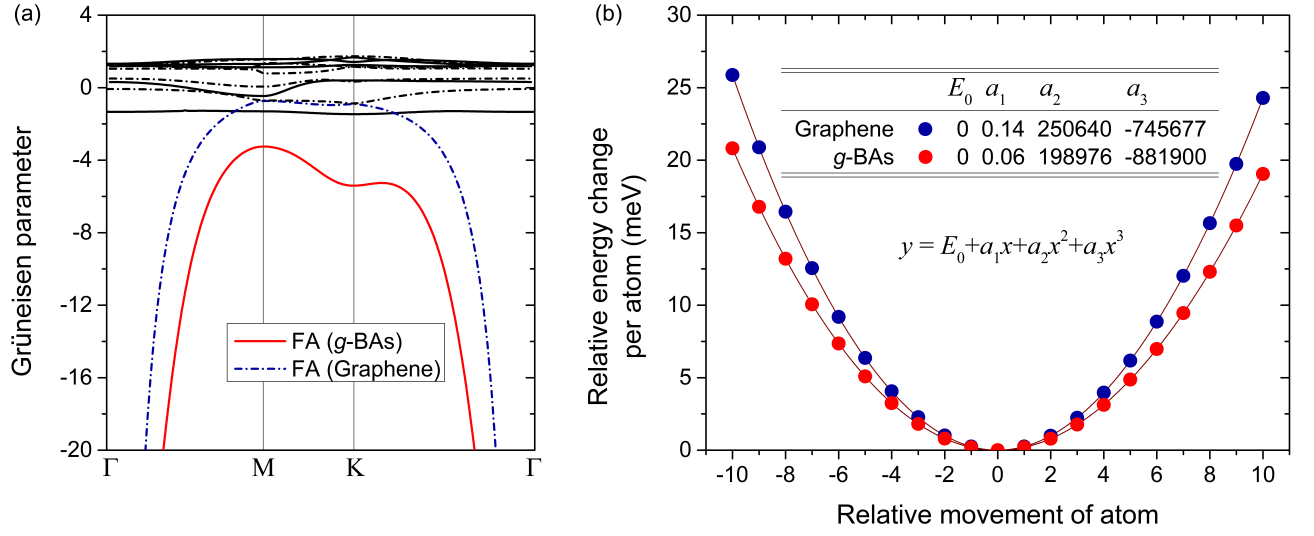 (a)
4
0
-4
-8
-12
-16
-20
Grüneisen parameter
FA (g-BAs)
FA (Graphene)
Γ M K Γ
(b)
30
25
20
15
10
5
0
Relative energy change
per atom (meV)
E0 a1 a2 a3
Graphene 0 0.14 250640 -745677
g-BAs 0 0.06 198976 -881900
y = E0+a1x+a2x²+a3x³
-10 -8 -6 -4 -2 0 2 4 6 8 10
Relative movement of atom